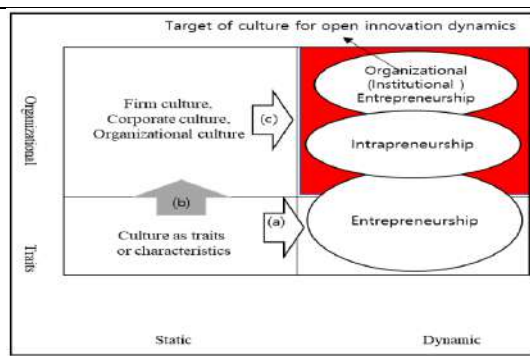 Target of culture for open innovation dynamics
Organizational
Firm culture,
Corporate culture,
Organizational culture
(c)
Organizational
(Institutional )
Entrepreneurship
Intrapreneurship
Traits
(b)
Culture as traits
or characteristics
(a)
Entrepreneurship
Static
Dynamic